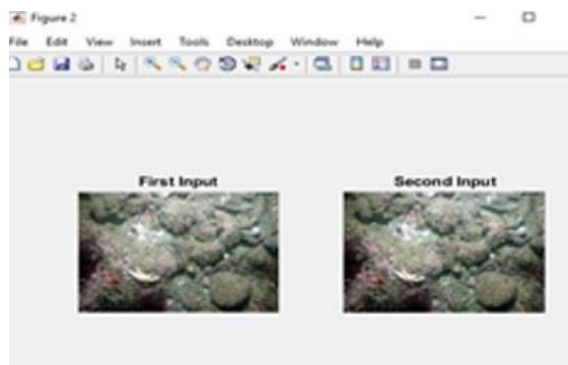 Figure 2
File Edit View Insert Tools Desktop Window Help
First Input Second Input